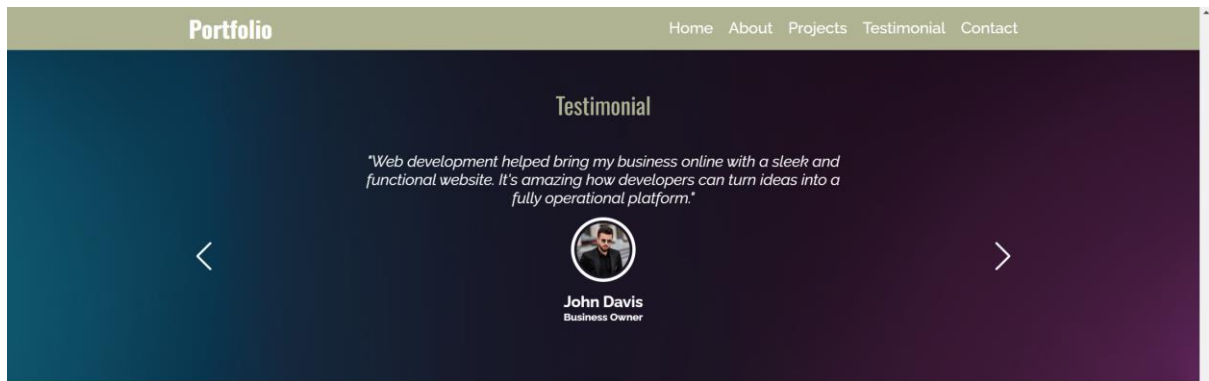 Portfolio
Home About Projects Testimonial Contact
Testimonial
"Web development helped bring my business online with a sleek and
functional website. It's amazing how developers can turn ideas into a
fully operational platform."
John Davis
Business Owner